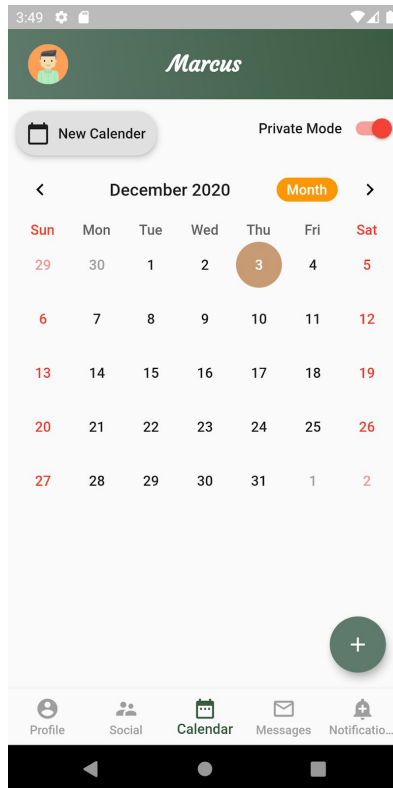 3:49
Marcus
New Calender
Private Mode
December 2020
Month
Sun Mon Tue Wed Thu Fri Sat
29 30 1 2 3 4 5
6 7 8 9 10 11 12
13 14 15 16 17 18 19
20 21 22 23 24 25 26
27 28 29 30 31 1 2
Profile Social Calendar Messages Notificatio...